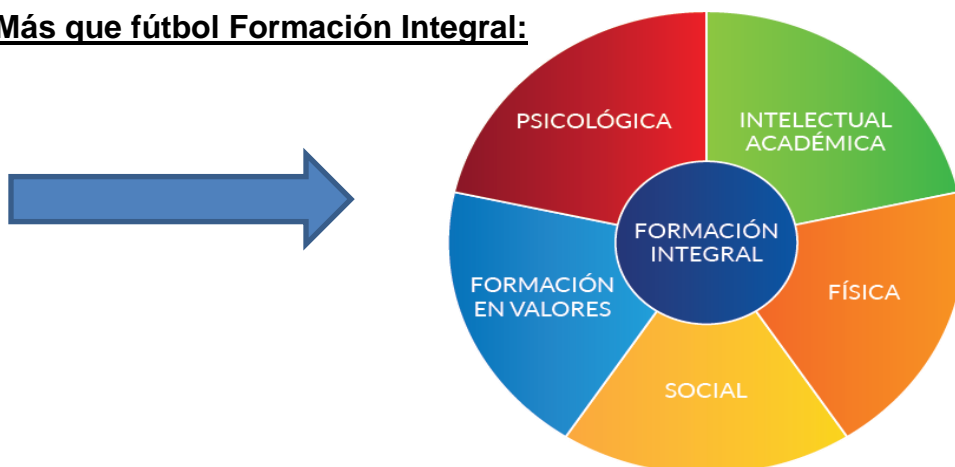 Más que fútbol Formación Integral:
PSICOLÓGICA
INTELECTUAL
ACADÉMICA
FORMACIÓN
INTEGRAL
FORMACIÓN
EN VALORES
FÍSICA
SOCIAL